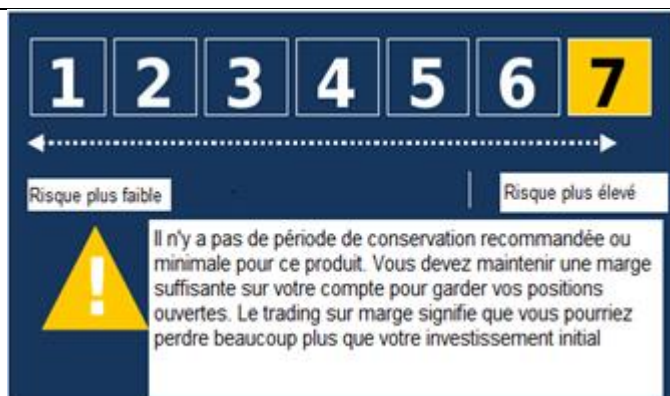 1 2 3 4 5 6 7
Risque plus faible
Risque plus élevé
!
Il n'y a pas de période de conservation recommandée ou
minimale pour ce produit. Vous devez maintenir une marge
suffisante sur votre compte pour garder vos positions
ouvertes. Le trading sur marge signifie que vous pourriez
perdre beaucoup plus que votre investissement initial